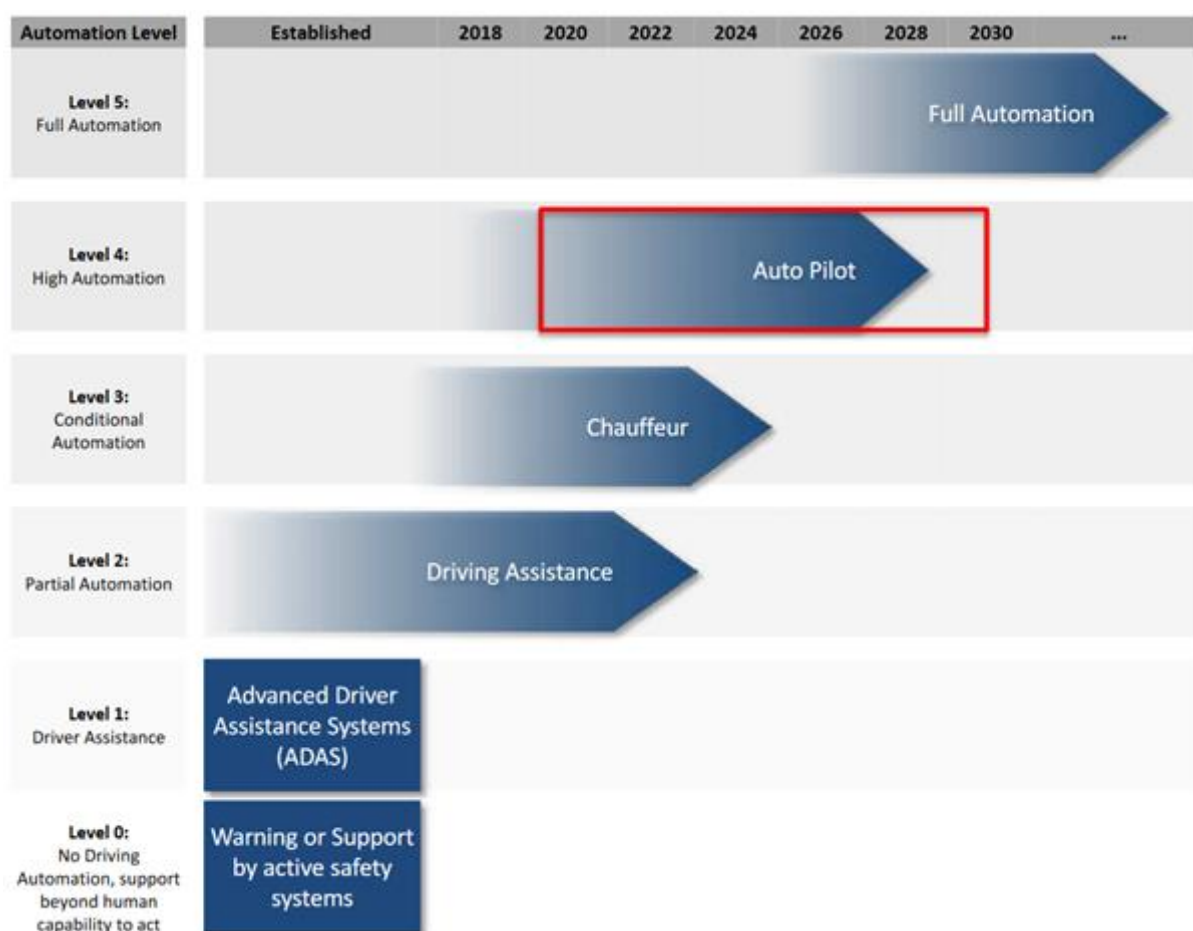 Automation Level Established 2018 2020 2022 2024 2026 2028 2030 ...
Level 5:
Full Automation
Full Automation
Level 4:
High Automation
Auto Pilot
Level 3:
Conditional
Automation
Chauffeur
Level 2:
Partial Automation
Driving Assistance
Level 1:
Driver Assistance
Advanced Driver
Assistance Systems
(ADAS)
Level 0:
No Driving
Automation, support
beyond human
capability to act
Warning or Support
by active safety
systems